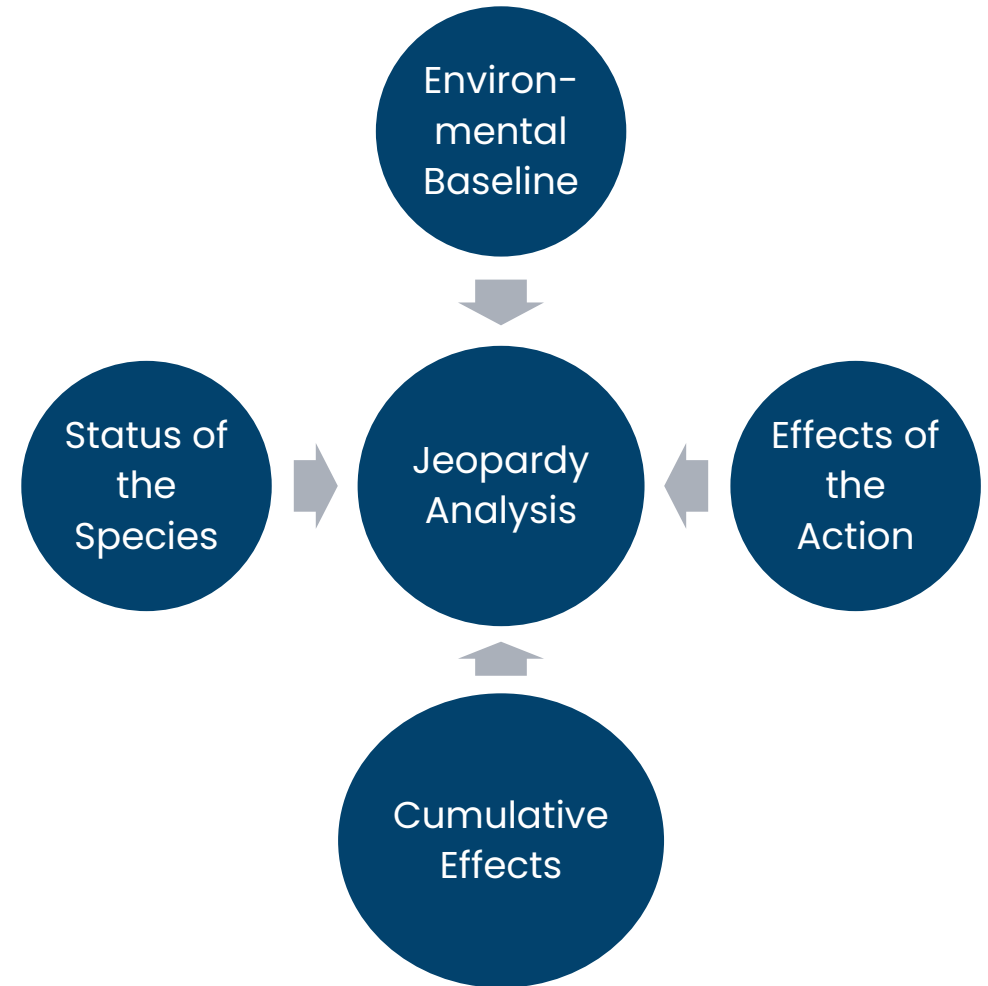 Environ-
mental
Baseline
Status of
the
Species
Jeopardy
Analysis
Effects of
the
Action
Cumulative
Effects